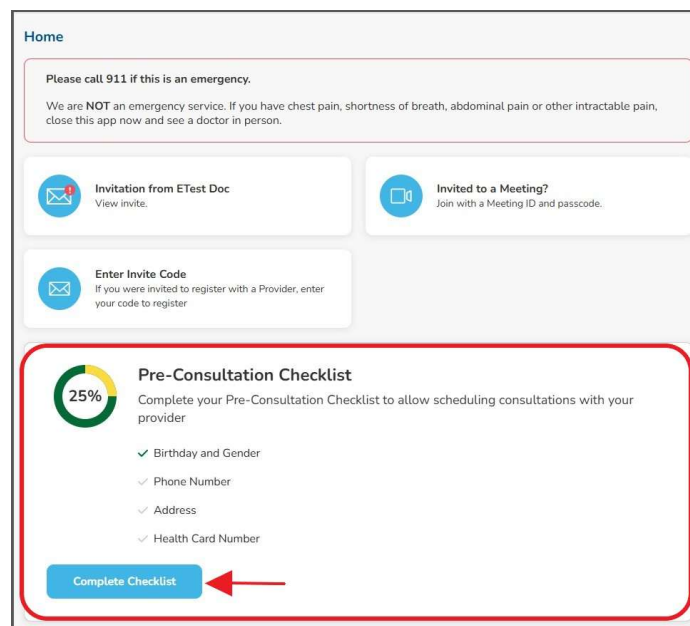 Home
Please call 911 if this is an emergency.
We are NOT an emergency service. If you have chest pain, shortness of breath, abdominal pain or other intractable pain,
close this app now and see a doctor in person.
Invitation from ETest Doc
View invite.
Invited to a Meeting?
Join with a Meeting ID and passcode.
Enter Invite Code
If you were invited to register with a Provider, enter
your code to register
25%
Pre-Consultation Checklist
Complete your Pre-Consultation Checklist to allow scheduling consultations with your
provider
Birthday and Gender
Phone Number
Address
Health Card Number
Complete Checklist